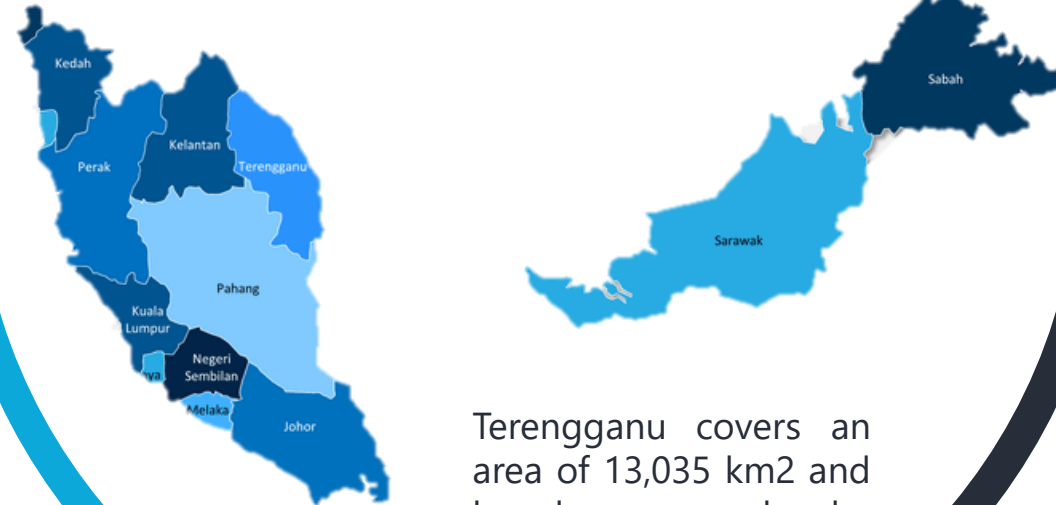 Kedah
Sabah
Kelantan
Perak
Terengganu
Sarawak
Pahang
Kuala
Lumpur
Negeri
Sembilan
Melaka
Johor
Terengganu covers an
area of 13,035 km2 and